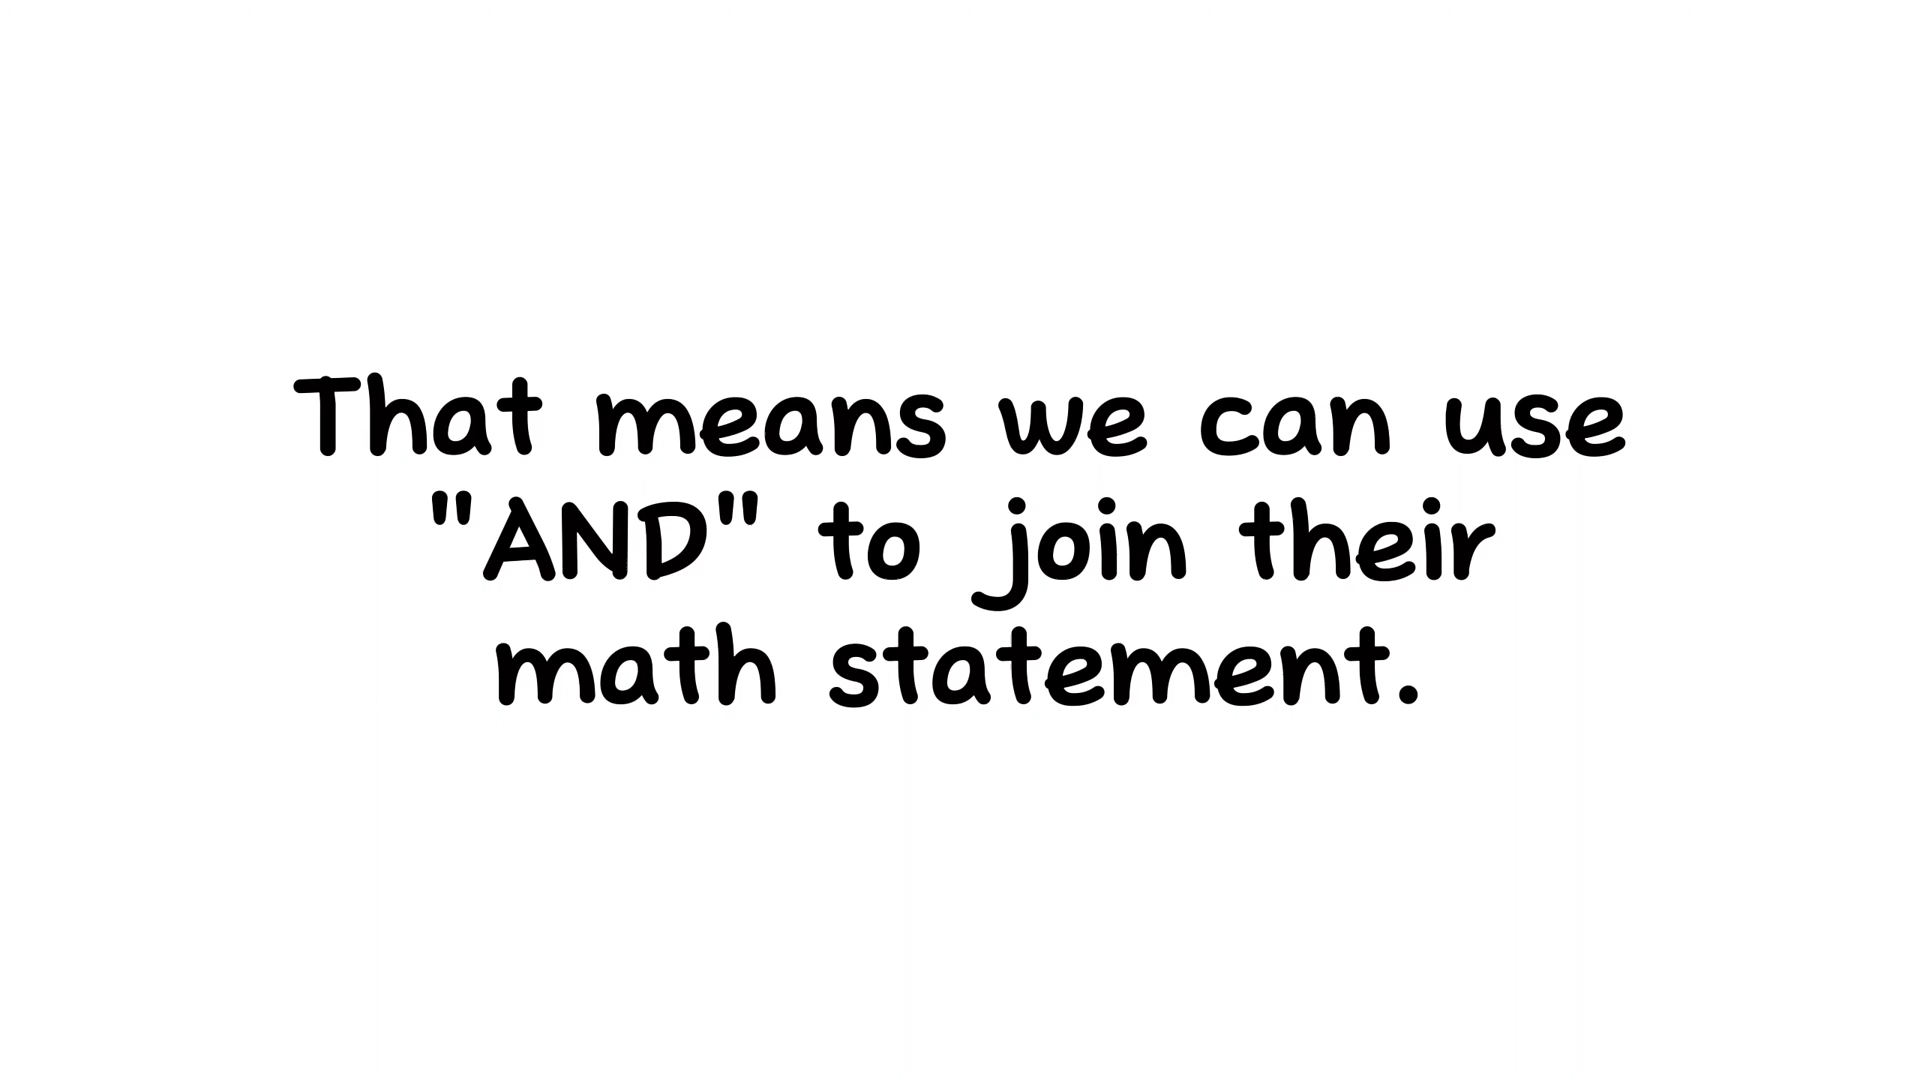 That means we can use
"AND" to join their
math statement.